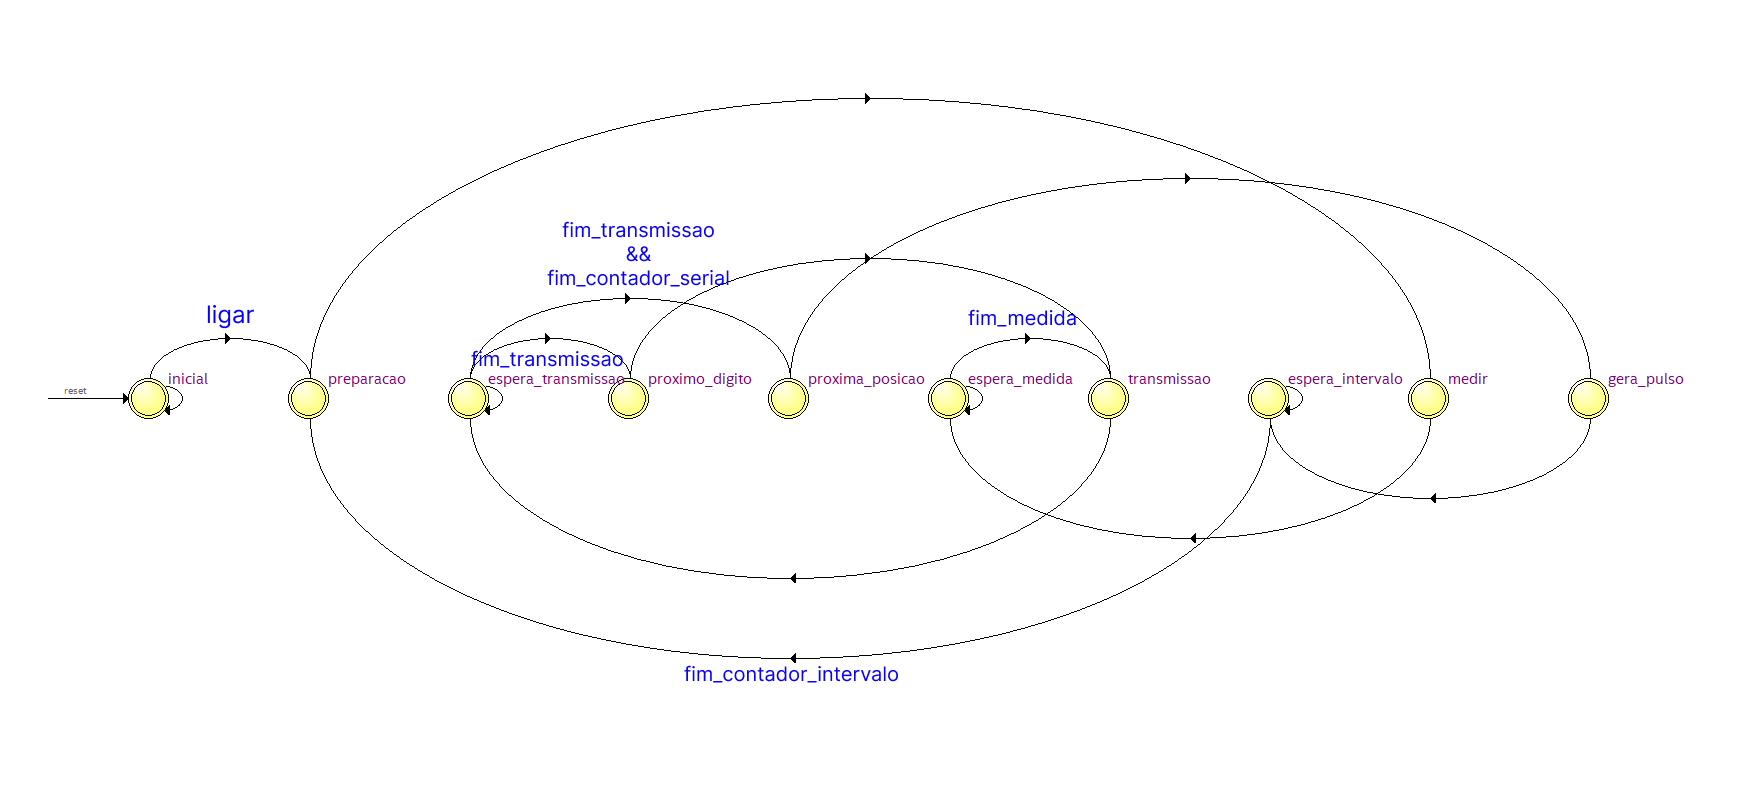 fim_transmissao
&&
fim_contador_serial
ligar
fim_medida
fim_transmissao
reset
inicial
preparacao
espera_transmissao
proximo_digito
proxima_posicao
espera_medida
transmissao
espera_intervalo
medir
gera_pulso
fim_contador_intervalo